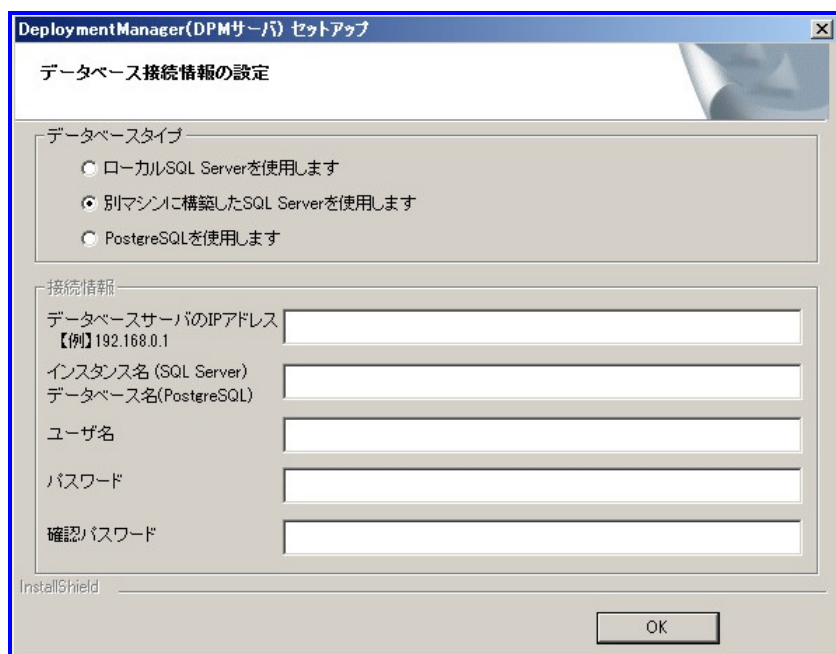 DeploymentManager(DPMサーバ) セットアップ
データベース接続情報の設定
データベースタイプ
ローカルSQL Serverを使用します
別マシンに構築したSQL Serverを使用します
PostgreSQLを使用します
接続情報
データベースサーバのIPアドレス
【例】192.168.0.1
インスタンス名 (SQL Server)
データベース名(PostgreSQL)
ユーザ名
パスワード
確認パスワード
InstallShield
OK